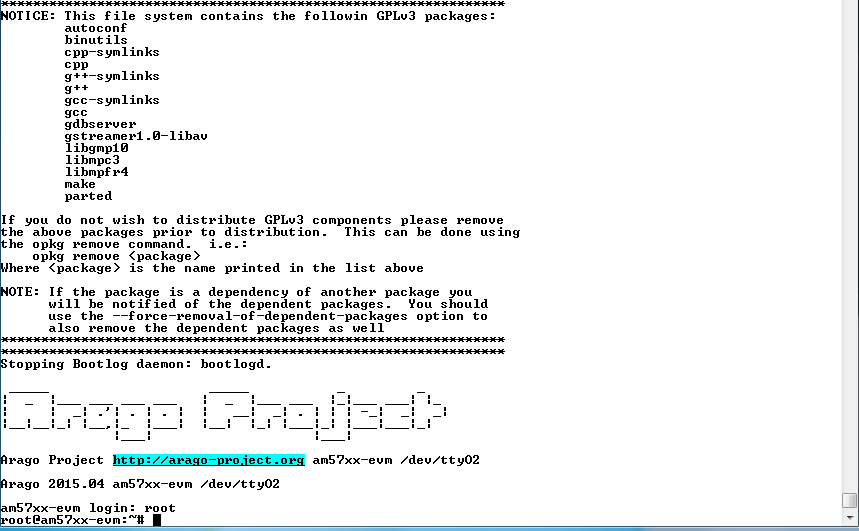 ***************************************************************
NOTICE: This file system contains the followin GPLv3 packages:
autoconf
binutils
cpp-symlinks
cpp
g++-symlinks
g++
gcc-symlinks
gcc
gdbserver
gstreamer1.0-libav
libgmp10
libmpc3
libmpfr4
make
parted
If you do not wish to distribute GPLv3 components please remove
the above packages prior to distribution.  This can be done using
the opkg remove command.  i.e.:
opkg remove <package>
Where <package> is the name printed in the list above
NOTE: If the package is a dependency of another package you
will be notified of the dependent packages.  You should
use the --force-removal-of-dependent-packages option to
also remove the dependent packages as well
***************************************************************
***************************************************************
Stopping Bootlog daemon: bootlogd.
Arago Project
Arago Project http://arago-project.org am57xx-evm /dev/ttyO2
Arago 2015.04 am57xx-evm /dev/ttyO2
am57xx-evm login: root
root@am57xx-evm:~#